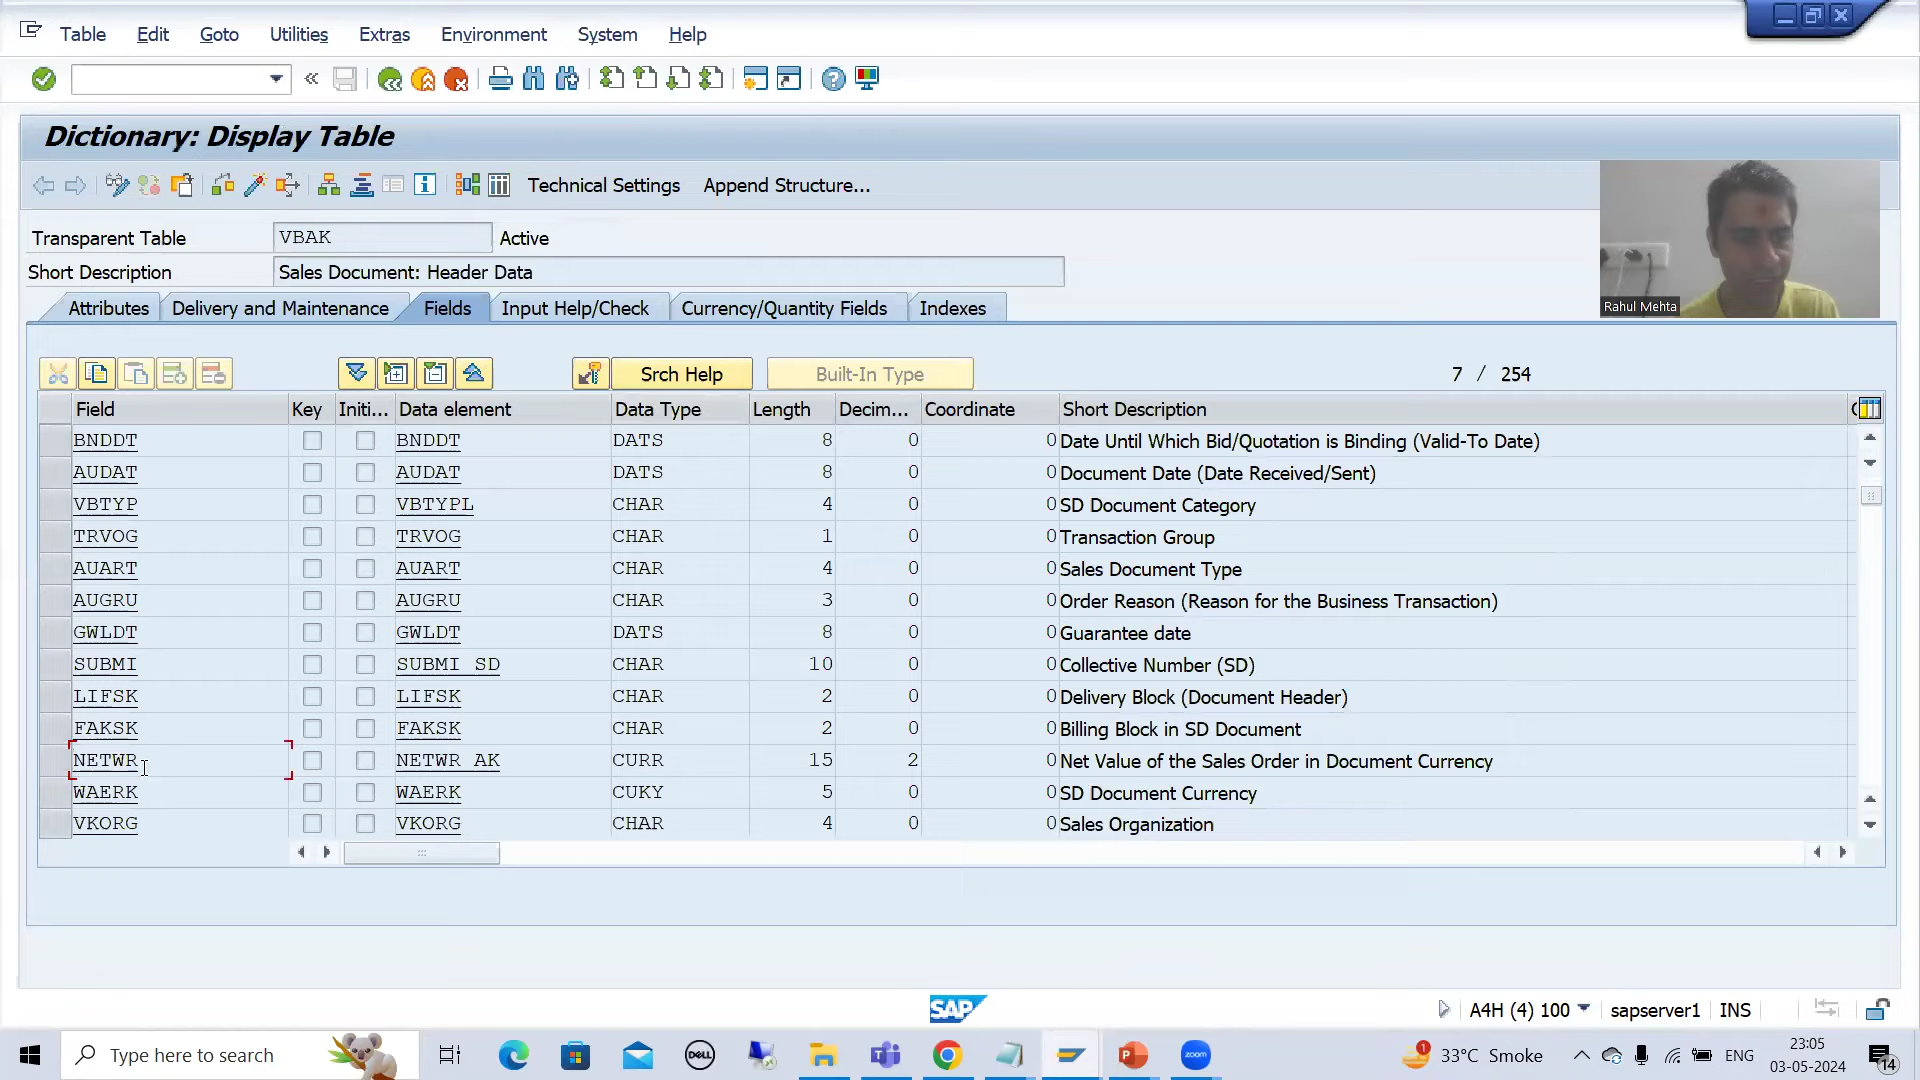 Table Edit Goto Utilities Extras Environment System Help
Dictionary: Display Table
Technical Settings Append Structure...
Transparent Table VBAK Active
Short Description Sales Document: Header Data
Rahul Mehta
Attributes Delivery and Maintenance Fields Input Help/Check Currency/Quantity Fields Indexes
Srch Help Built-In Type 7 / 254
Field Key Initi... Data element Data Type Length Decim... Coordinate Short Description
BNDDT BNDDT DATS 8 0 0 Date Until Which Bid/Quotation is Binding (Valid-To Date)
AUDAT AUDAT DATS 8 0 0 Document Date (Date Received/Sent)
VBTYP VBTYPL CHAR 4 0 0 SD Document Category
TRVOG TRVOG CHAR 1 0 0 Transaction Group
AUART AUART CHAR 4 0 0 Sales Document Type
AUGRU AUGRU CHAR 3 0 0 Order Reason (Reason for the Business Transaction)
GWLDT GWLDT DATS 8 0 0 Guarantee date
SUBMI SUBMI_SD CHAR 10 0 0 Collective Number (SD)
LIFSK LIFSK CHAR 2 0 0 Delivery Block (Document Header)
FAKSK FAKSK CHAR 2 0 0 Billing Block in SD Document
NETWR NETWR_AK CURR 15 2 0 Net Value of the Sales Order in Document Currency
WAERK WAERK CUKY 5 0 0 SD Document Currency
VKORG VKORG CHAR 4 0 0 Sales Organization
SAP A4H (4) 100 sapserver1 INS
Type here to search DELL zoom 1 33°C Smoke ENG 23:05
03-05-2024 14